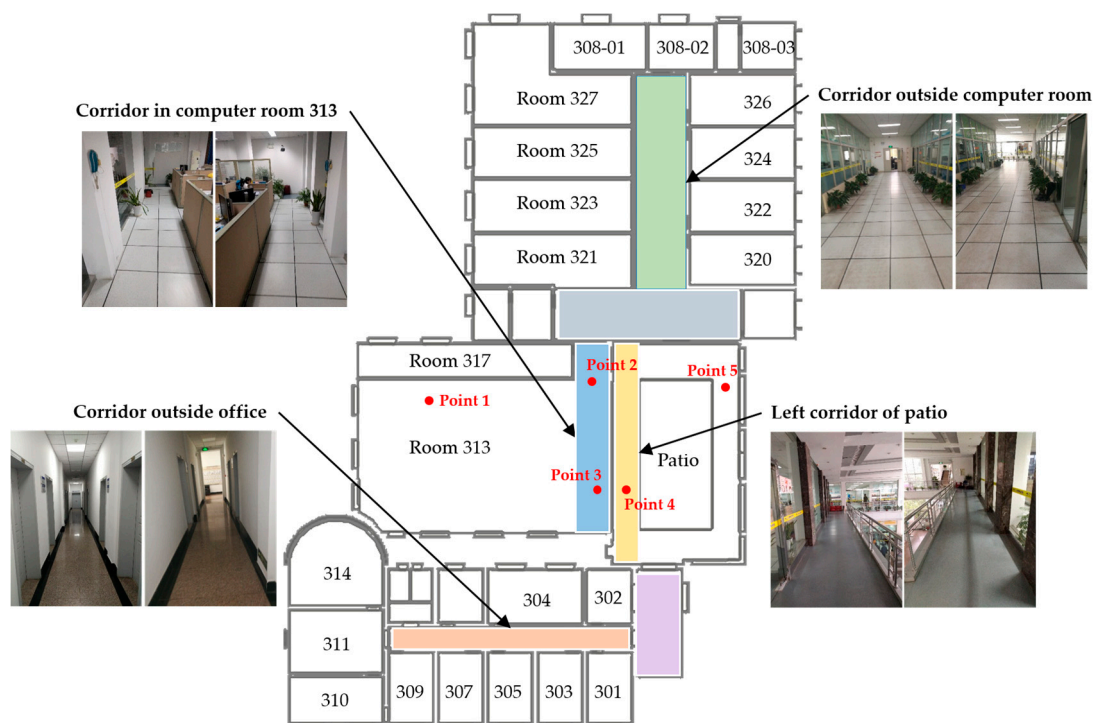 308-01
308-02
308-03
Room 327
326
Corridor in computer room 313
Corridor outside computer room
Room 325
324
Room 323
322
Room 321
320
Room 317
Point 2
Point 5
Point 1
Corridor outside office
Left corridor of patio
Room 313
Patio
Point 3
Point 4
314
304
302
311
309
307
305
303
301
310